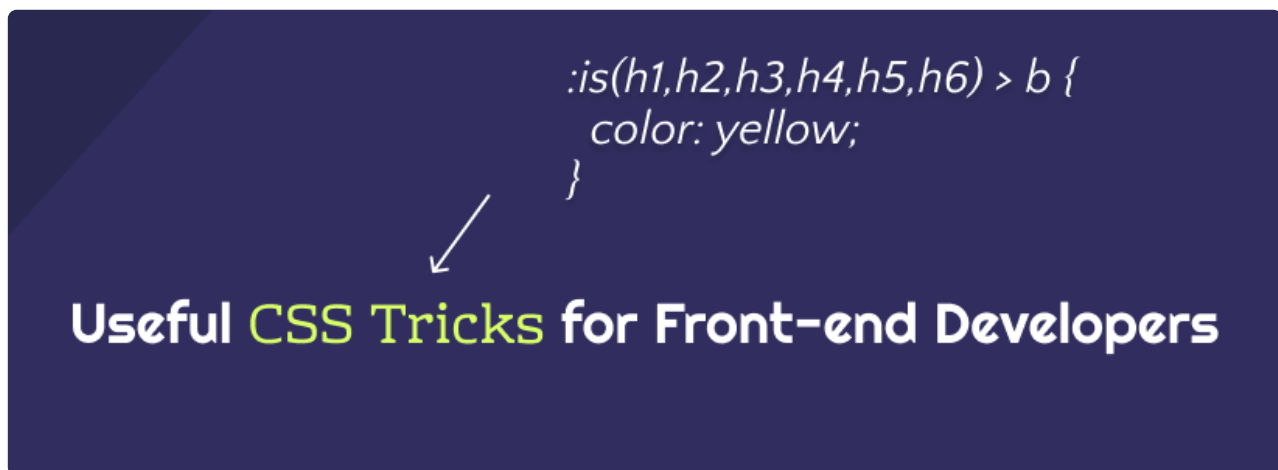 :is(h1,h2,h3,h4,h5,h6) > b {
color: yellow;
}
Useful CSS Tricks for Front-end Developers